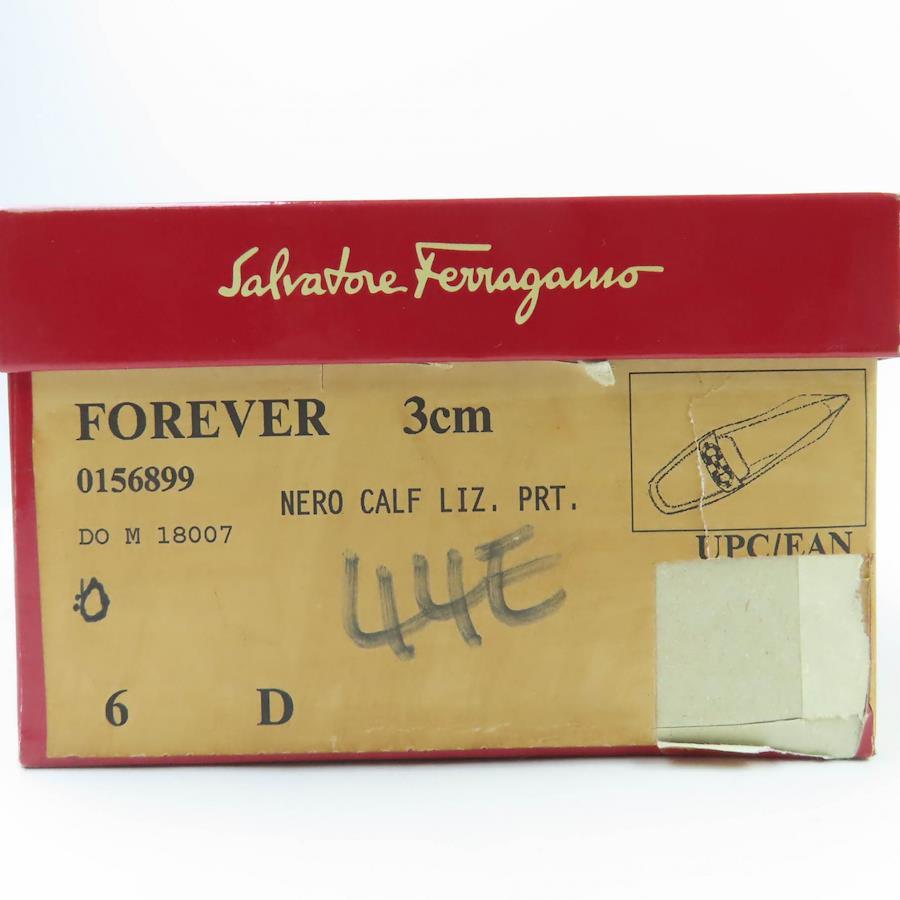 Salvatore Ferragamo
FOREVER 3cm
0156899
NERO CALF LIZ. PRT.
DO M 18007
UPC/EAN
44E
6 D